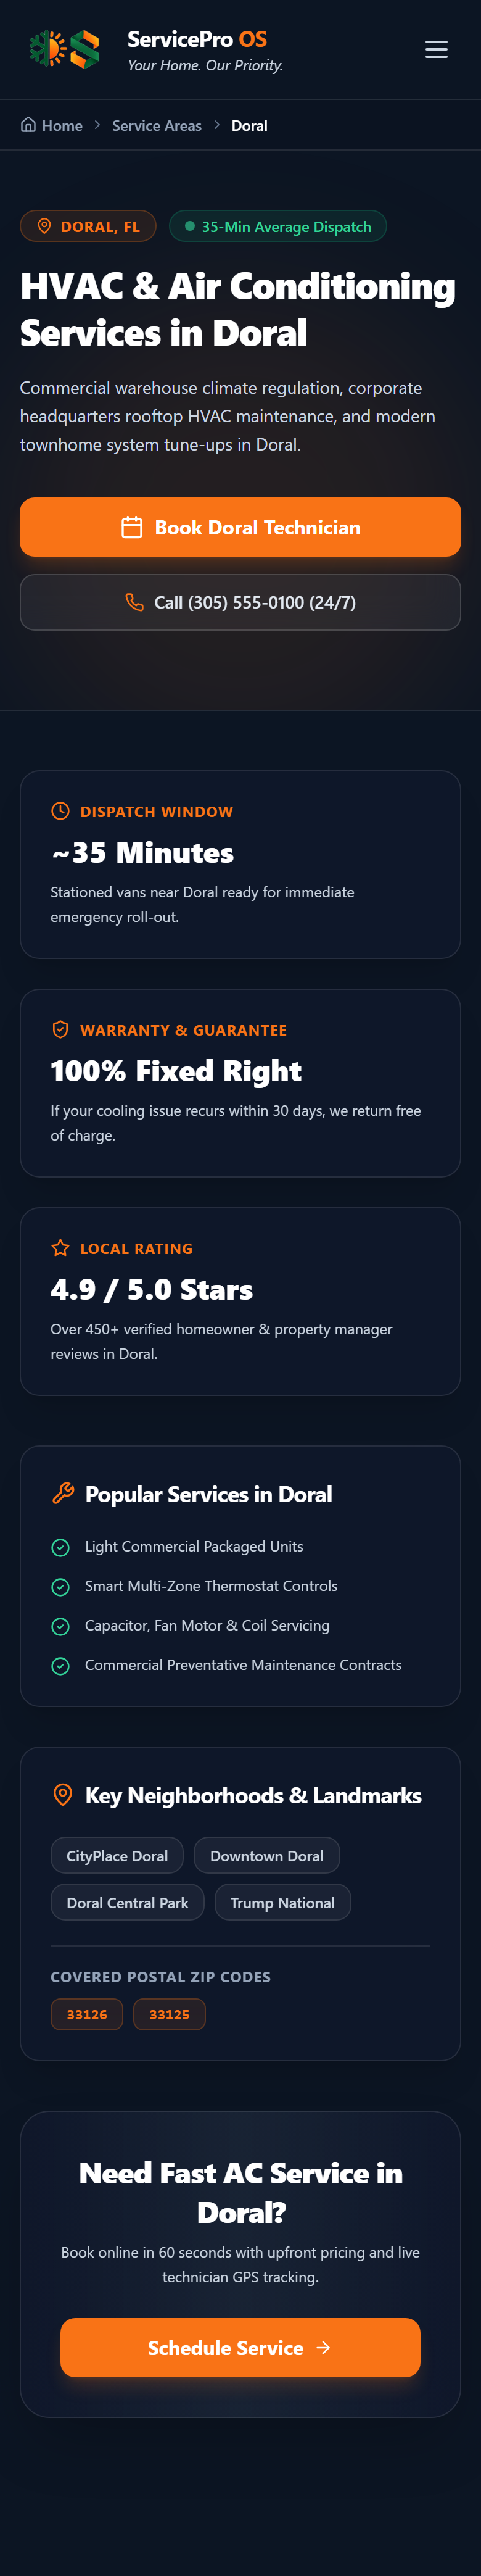 ServicePro OS
Your Home. Our Priority.
Home > Service Areas > Doral
DORAL, FL
35-Min Average Dispatch
HVAC & Air Conditioning
Services in Doral
Commercial warehouse climate regulation, corporate
headquarters rooftop HVAC maintenance, and modern
townhome system tune-ups in Doral.
Book Doral Technician
Call (305) 555-0100 (24/7)
DISPATCH WINDOW
~35 Minutes
Stationed vans near Doral ready for immediate
emergency roll-out.
WARRANTY & GUARANTEE
100% Fixed Right
If your cooling issue recurs within 30 days, we return free
of charge.
LOCAL RATING
4.9 / 5.0 Stars
Over 450+ verified homeowner & property manager
reviews in Doral.
Popular Services in Doral
Light Commercial Packaged Units
Smart Multi-Zone Thermostat Controls
Capacitor, Fan Motor & Coil Servicing
Commercial Preventative Maintenance Contracts
Key Neighborhoods & Landmarks
CityPlace Doral
Downtown Doral
Doral Central Park
Trump National
COVERED POSTAL ZIP CODES
33126
33125
Need Fast AC Service in
Doral?
Book online in 60 seconds with upfront pricing and live
technician GPS tracking.
Schedule Service